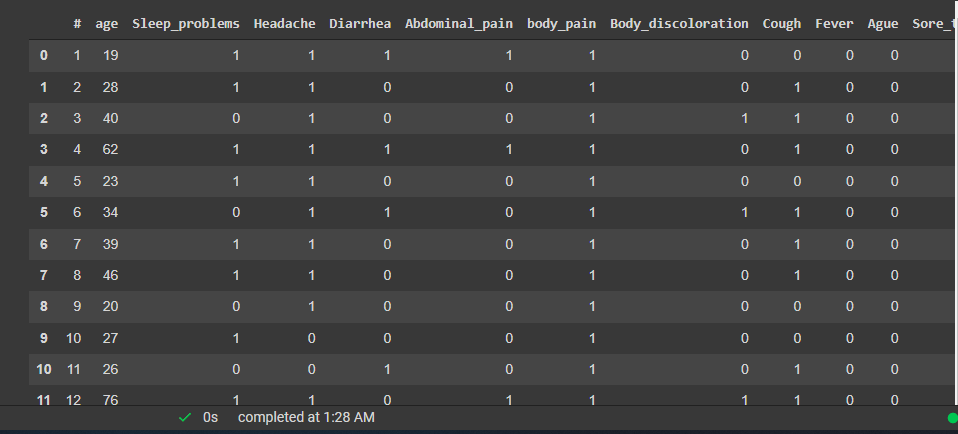 # age Sleep_problems Headache Diarrhea Abdominal_pain body_pain Body_discoloration Cough Fever Ague Sore_t
0 1 19 1 1 1 1 1 0 0 0 0
1 2 28 1 1 0 0 1 0 1 0 0
2 3 40 0 1 0 0 1 1 1 0 0
3 4 62 1 1 1 1 1 0 1 0 0
4 5 23 1 1 0 0 1 0 0 0 0
5 6 34 0 1 1 0 1 1 1 0 0
6 7 39 1 1 0 0 1 0 1 0 0
7 8 46 1 1 0 0 1 0 1 0 0
8 9 20 0 1 0 0 1 0 0 0 0
9 10 27 1 0 0 0 1 0 0 0 0
10 11 26 0 0 1 0 1 0 1 0 0
11 12 76 1 1 0 1 1 1 1 0 0
0s completed at 1:28 AM